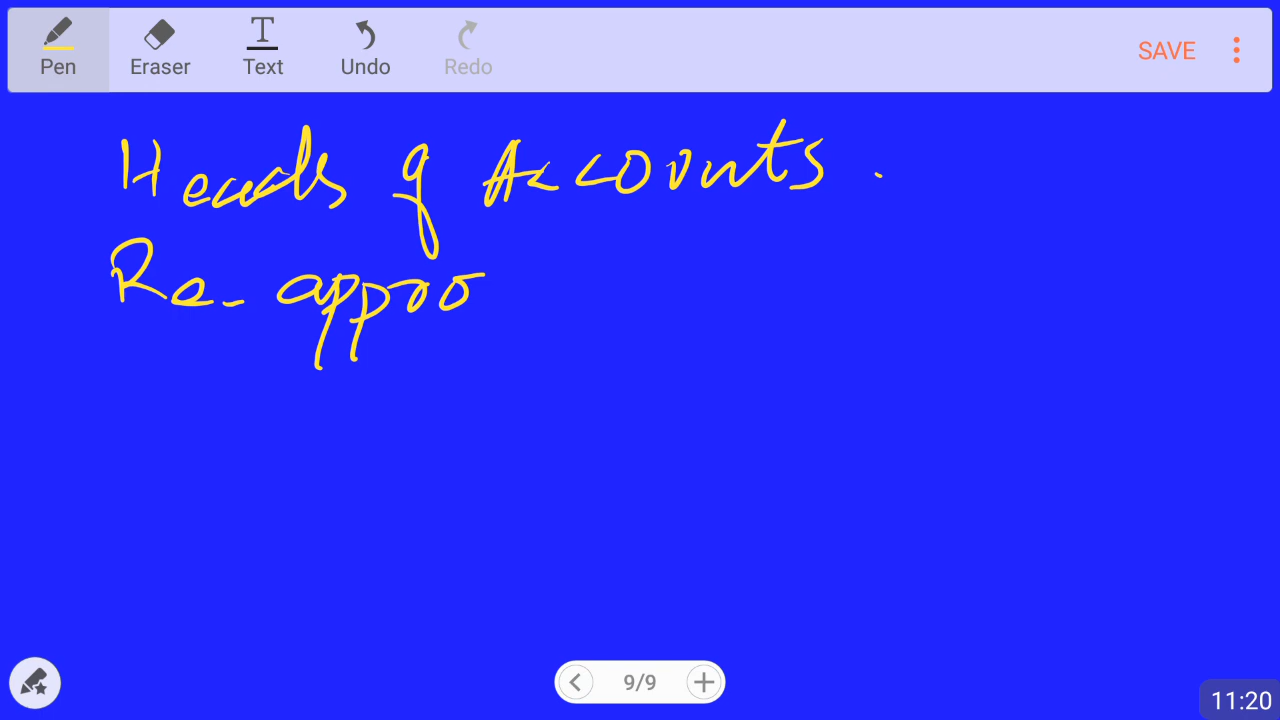 Pen Eraser Text Undo Redo SAVE
Heads of Accounts .
Re-appro
9/9
11:20